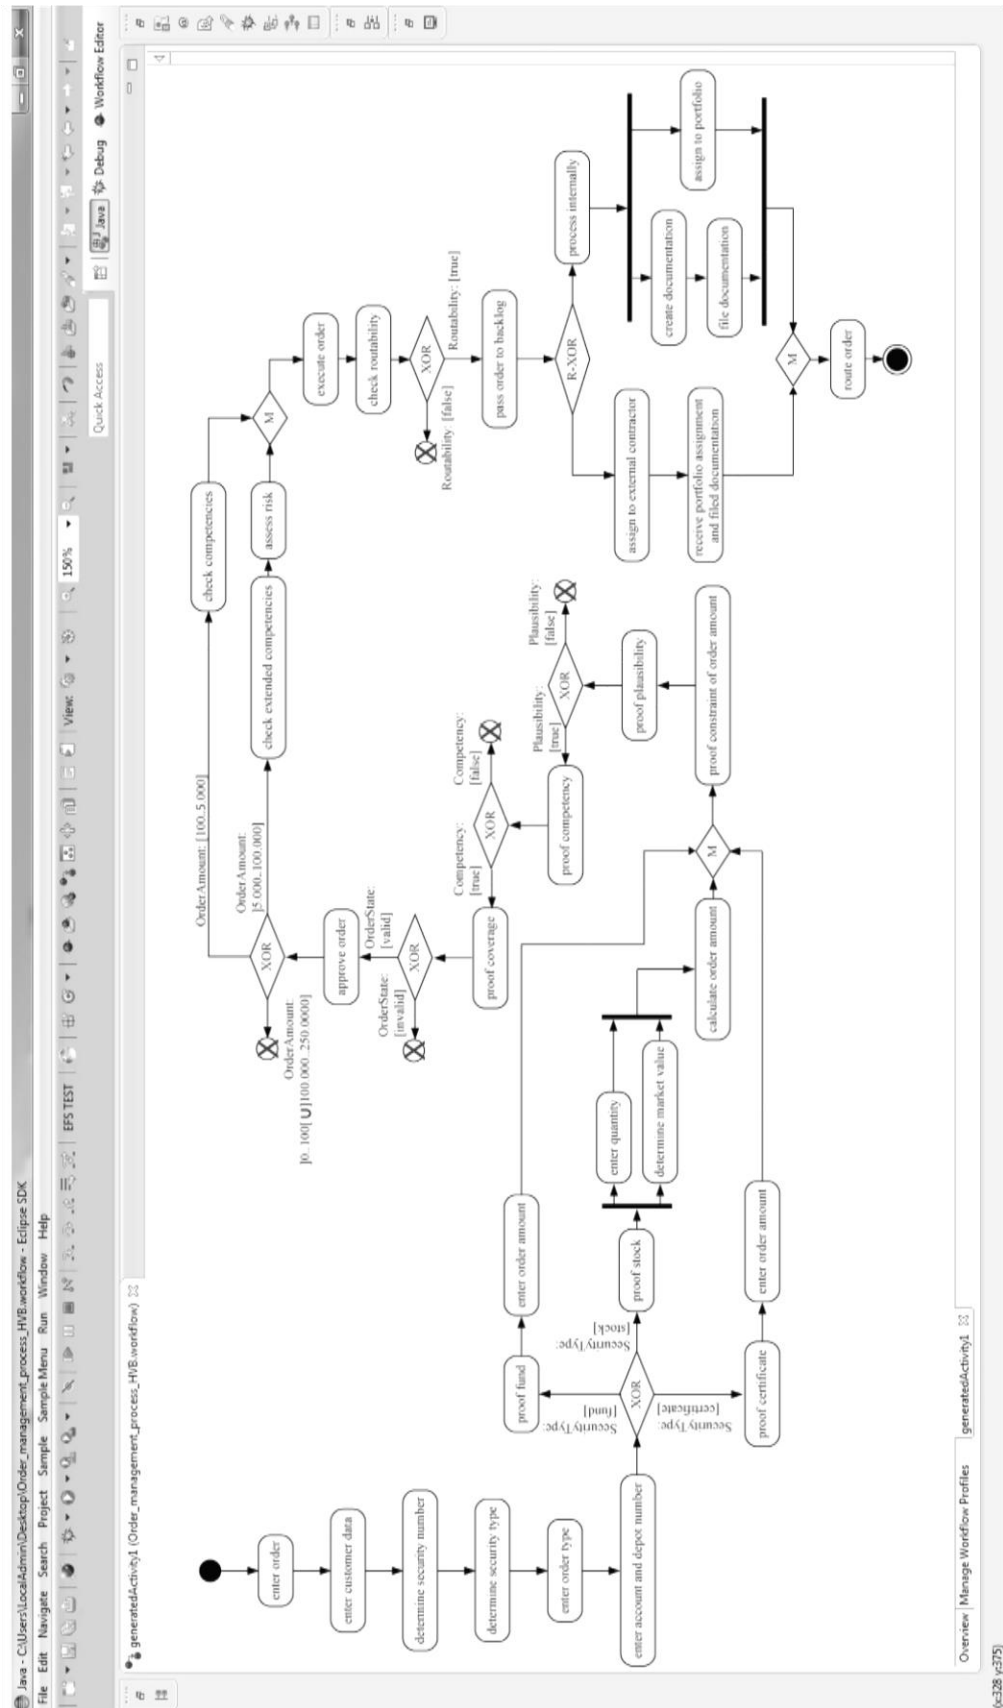 Java - C:\Users\LocalAdmin\Desktop\Order_management_process_HVB.workflow - Eclipse SDK
File Edit Navigate Search Project Sample Sample Menu Run Window Help
EFS TEST
View:
150%
Quick Access
Java
Debug
Workflow Editor
generatedActivity1 (Order_management_process_HVB.workflow)
enter order
enter customer data
determine security number
determine security type
enter order type
enter account and depot number
XOR
SecurityType:
[fund]
SecurityType:
[stock]
SecurityType:
[certificate]
proof fund
enter order amount
proof stock
enter quantity
determine market value
proof certificate
enter order amount
calculate order amount
M
proof constraint of order amount
proof plausibility
XOR
Plausibility:
[true]
Plausibility:
[false]
proof competency
XOR
Competency:
[true]
Competency:
[false]
proof coverage
XOR
OrderState:
[invalid]
OrderState:
[valid]
approve order
XOR
OrderAmount:
]0..100[ U ]100.000..250.0000]
OrderAmount:
]5.000..100.000]
OrderAmount: [100..5.000]
check competencies
check extended competencies
assess risk
M
execute order
check routability
XOR
Routability: [false]
Routability: [true]
pass order to backlog
R-XOR
assign to external contractor
receive portfolio assignment
and filed documentation
process internally
create documentation
file documentation
assign to portfolio
M
route order
Overview
Manage Workflow Profiles
generatedActivity1
(x:328 y:375)